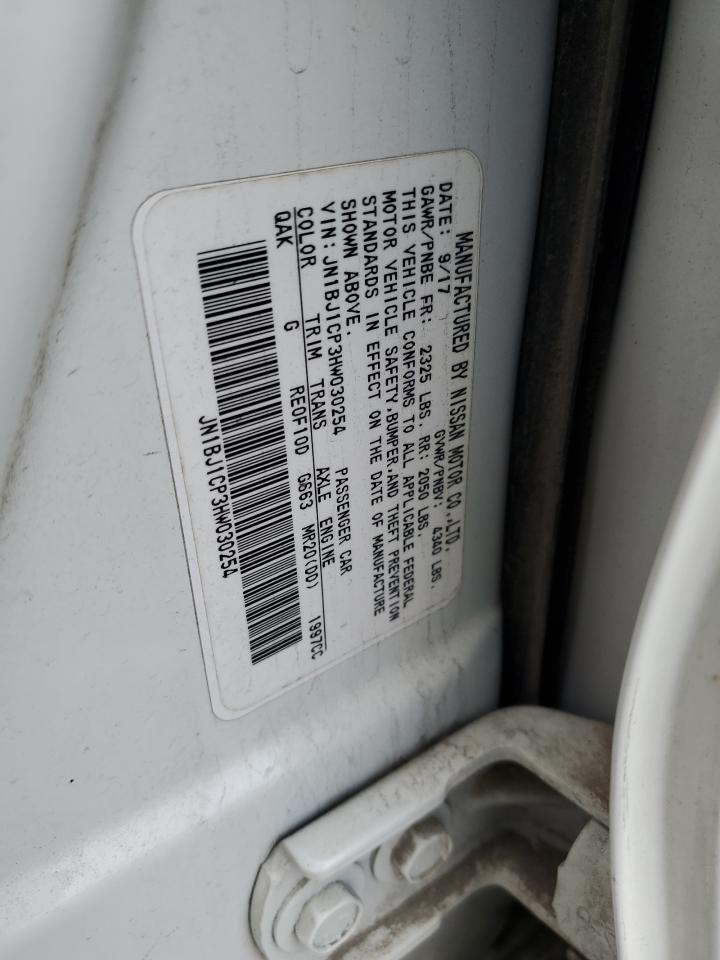 MANUFACTURED BY NISSAN MOTOR CO.,LTD.
DATE: 9/17 GVWR/PNBV: 4340 LBS.
GAWR/PNBE FR: 2325 LBS. RR: 2050 LBS.
THIS VEHICLE CONFORMS TO ALL APPLICABLE FEDERAL
MOTOR VEHICLE SAFETY,BUMPER,AND THEFT PREVENTION
STANDARDS IN EFFECT ON THE DATE OF MANUFACTURE
SHOWN ABOVE.
VIN: JN1BJ1CP3HW030254 PASSENGER CAR
COLOR TRIM TRANS AXLE ENGINE
QAK G RE0F10D G663 MR20(DD) 1997CC
JN1BJ1CP3HW030254